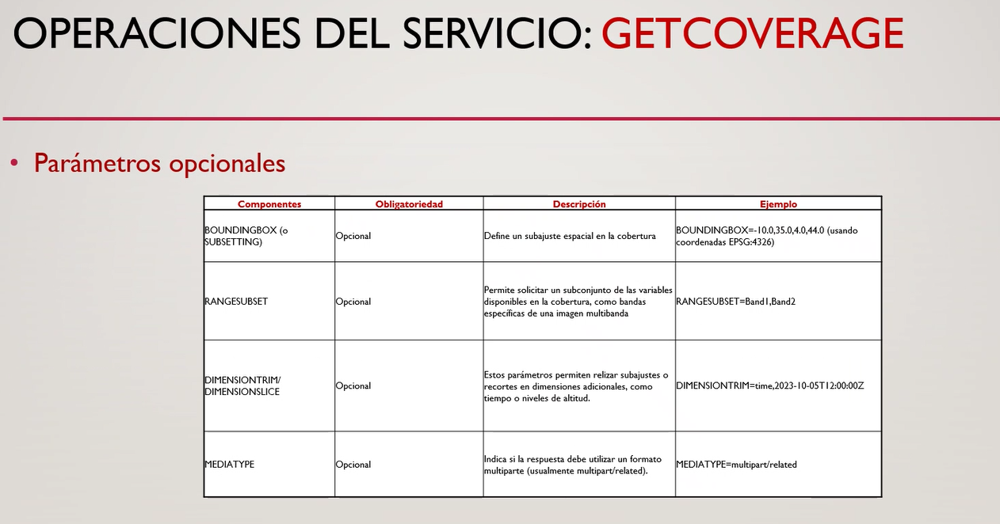 OPERACIONES DEL SERVICIO: GETCOVERAGE
• Parámetros opcionales
Componentes Obligatoriedad Descripción Ejemplo
BOUNDINGBOX (o
SUBSETTING)
Opcional
Define un subajuste espacial en la cobertura
BOUNDINGBOX=-10.0,35.0,4.0,44.0 (usando
coordenadas EPSG:4326)
RANGESUBSET
Opcional
Permite solicitar un subconjunto de las variables
disponibles en la cobertura, como bandas
específicas de una imagen multibanda
RANGESUBSET=Band1,Band2
DIMENSIONTRIM/
DIMENSIONSLICE
Opcional
Estos parámetros permiten relizar subajustes o
recortes en dimensiones adicionales, como
tiempo o niveles de altitud.
DIMENSIONTRIM=time,2023-10-05T12:00:00Z
MEDIATYPE
Opcional
Indica si la respuesta debe utilizar un formato
multiparte (usualmente multipart/related).
MEDIATYPE=multipart/related